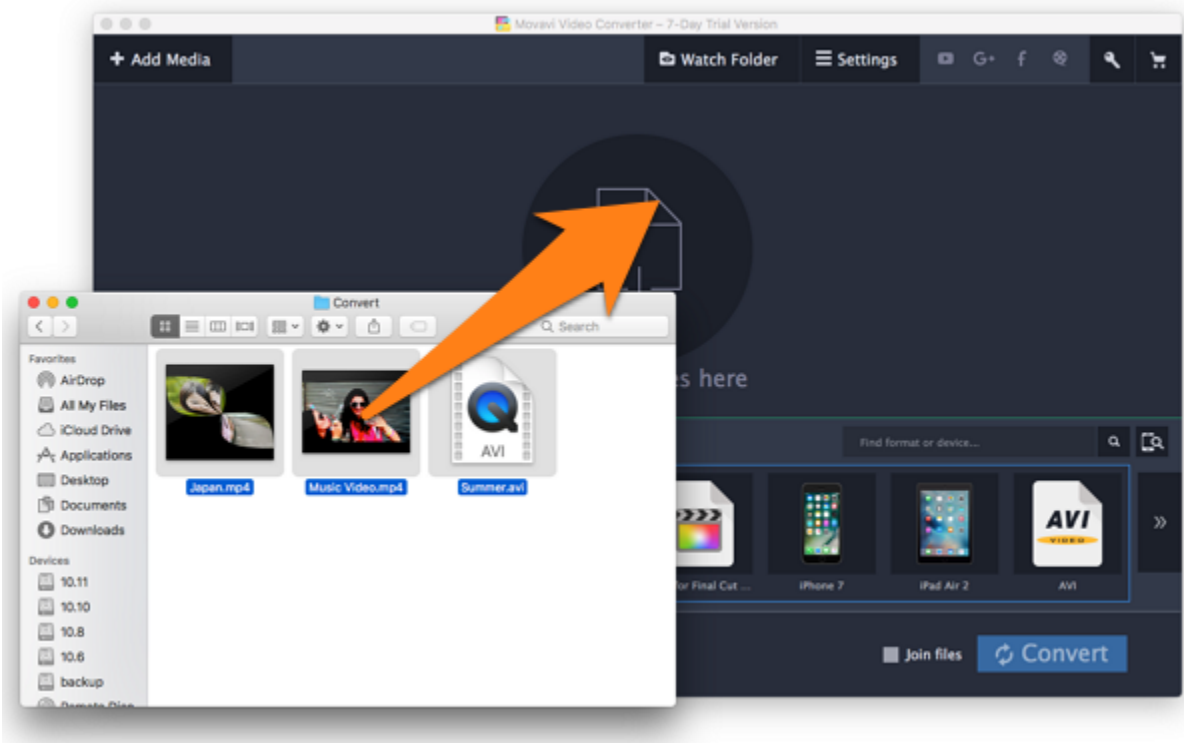 Movavi Video Converter – 7-Day Trial Version
+ Add Media
Watch Folder
Settings
G+
f
Convert
Search
Favorites
AirDrop
All My Files
iCloud Drive
Applications
Desktop
Documents
Downloads
Devices
10.11
10.10
10.8
10.6
backup
Remote Disc
AVI
Japan.mp4
Music Video.mp4
Summer.avi
here
Find format or device...
for Final Cut ...
iPhone 7
iPad Air 2
AVI
VIDEO
AVI
Join files
Convert